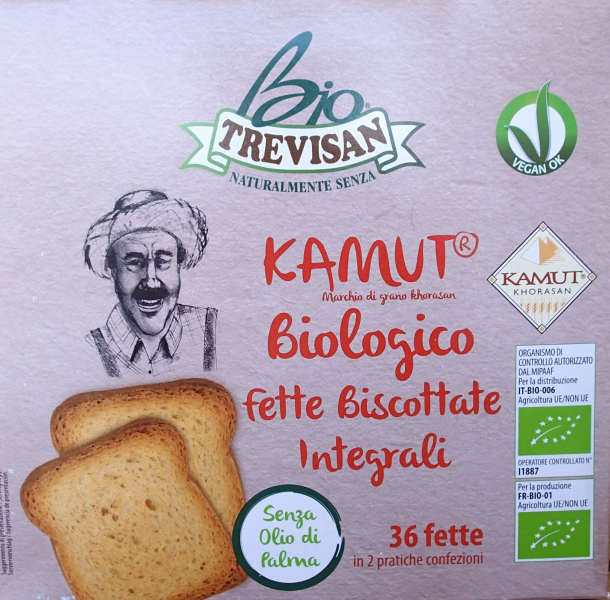 Bio®
TREVISAN
NATURALMENTE SENZA
VEGAN OK
KAMUT®
Marchio di grano khorasan
Biologico
Fette Biscottate
Integrali
KAMUT®
KHORASAN
ORGANISMO DI
CONTROLLO AUTORIZZATO
DAL MIPAAF
Per la distribuzione
IT-BIO-006
Agricoltura UE/NON UE
OPERATORE CONTROLLATO N°
I1887
Per la produzione
FR-BIO-01
Agricoltura UE/NON UE
Senza
Olio di
Palma
36 fette
in 2 pratiche confezioni